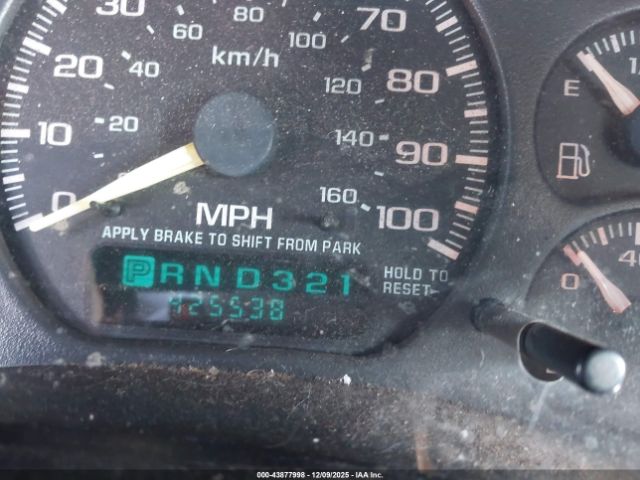 30 60 80 100 70
20 40 km/h 120 80
10 20 140 90
0 160 100
MPH
APPLY BRAKE TO SHIFT FROM PARK
PRND321
HOLD TO
RESET
425538
E
0 40
000-43877998 - 12/09/2025 - IAA Inc.